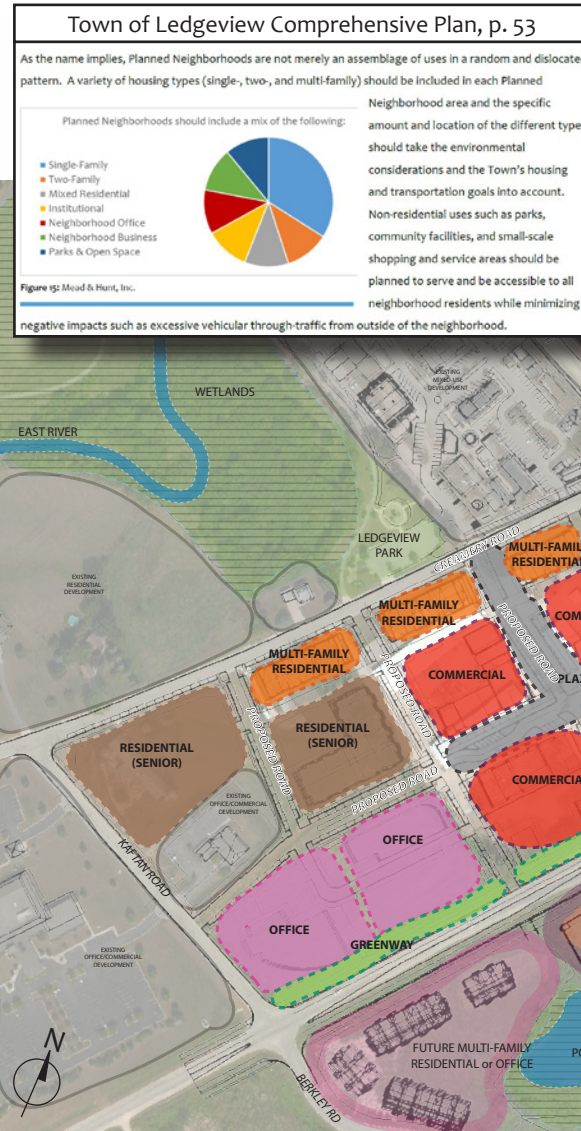 Town of Ledgeview Comprehensive Plan, p. 53
As the name implies, Planned Neighborhoods are not merely an assemblage of uses in a random and dislocate
pattern. A variety of housing types (single-, two-, and multi-family) should be included in each Planned
Neighborhood area and the specific
amount and location of the different type
should take the environmental
considerations and the Town's housing
and transportation goals into account.
Non-residential uses such as parks,
community facilities, and small-scale
shopping and service areas should be
planned to serve and be accessible to all
neighborhood residents while minimizing
negative impacts such as excessive vehicular through-traffic from outside of the neighborhood.
Planned Neighborhoods should include a mix of the following:
Single-Family
Two-Family
Mixed Residential
Institutional
Neighborhood Office
Neighborhood Business
Parks & Open Space
Figure 15: Mead & Hunt, Inc.
EXISTING
MIXED-USE
DEVELOPMENT
WETLANDS
EAST RIVER
LEDGEVIEW
PARK
CREAMERY ROAD
EXISTING
RESIDENTIAL
DEVELOPMENT
MULTI-FAMIL
RESIDENTIAL
MULTI-FAMILY
RESIDENTIAL
MULTI-FAMILY
RESIDENTIAL
PROPOSED ROAD
COM
PLA
COMMERCIAL
PROPOSED ROAD
PROPOSED ROAD
RESIDENTIAL
(SENIOR)
RESIDENTIAL
(SENIOR)
COMMERCIA
PROPOSED ROAD
EXISTING
OFFICE/COMMERCIAL
DEVELOPMENT
KAFTAN ROAD
OFFICE
OFFICE
GREENWAY
EXISTING
OFFICE/COMMERCIAL
DEVELOPMENT
N
FUTURE MULTI-FAMILY
RESIDENTIAL or OFFICE
PO
BERKLEY RD